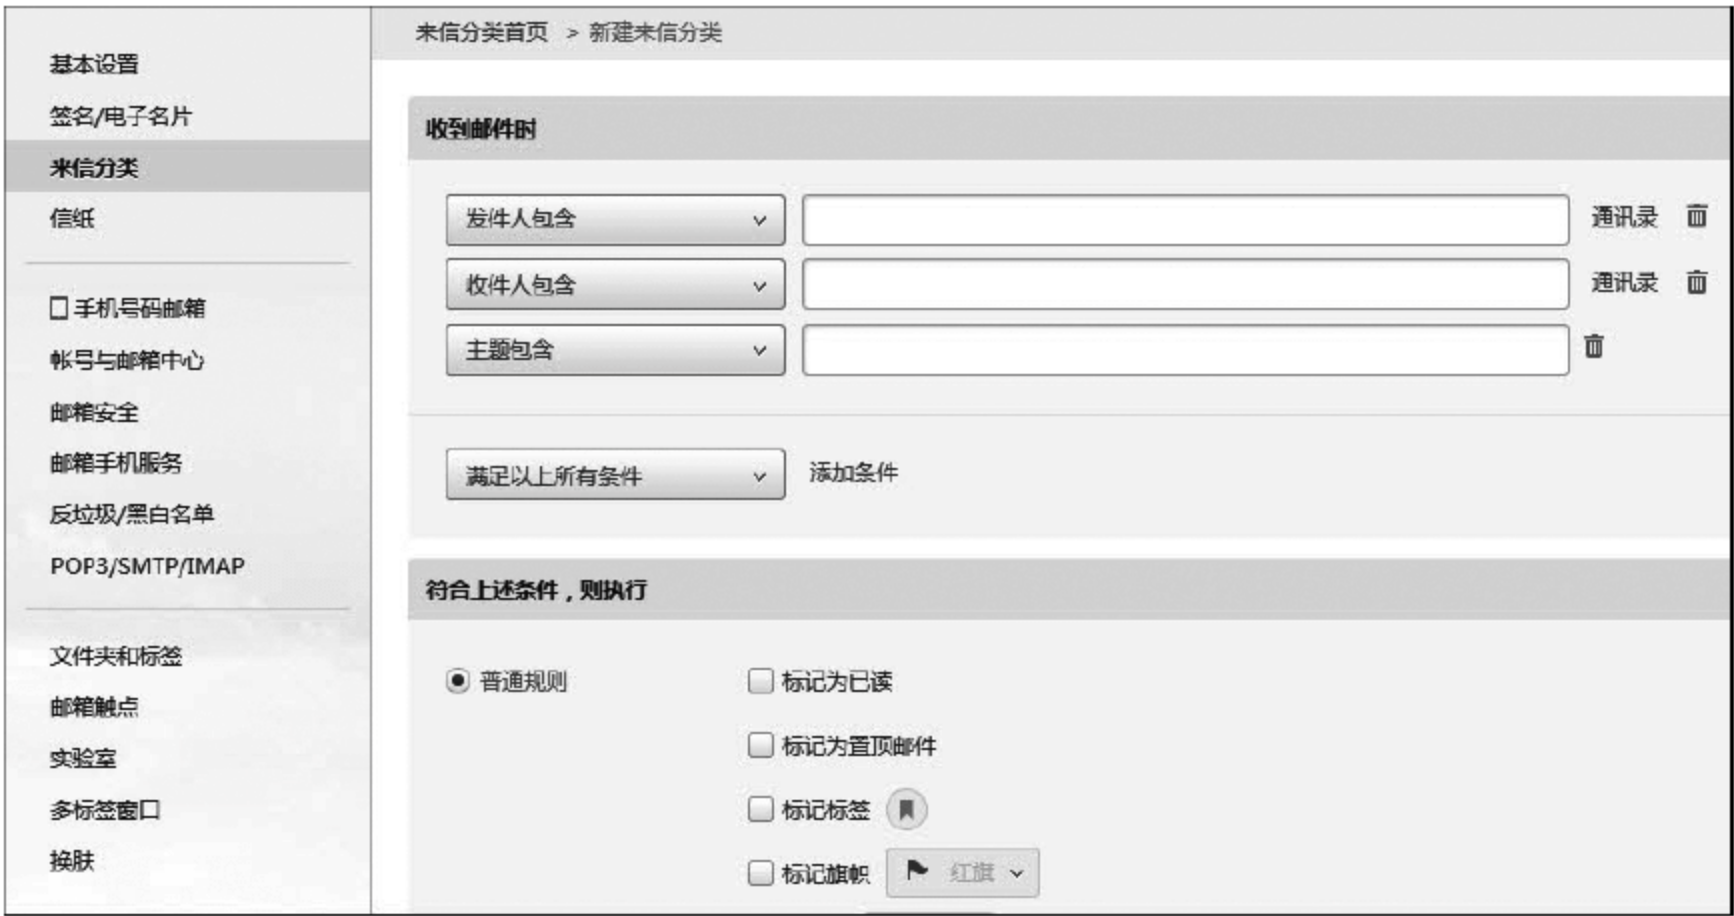 基本设置
签名/电子名片
来信分类
信纸
手机号码邮箱
帐号与邮箱中心
邮箱安全
邮箱手机服务
反垃圾/黑白名单
POP3/SMTP/IMAP
文件夹和标签
邮箱触点
实验室
多标签窗口
换肤
来信分类首页 > 新建来信分类
收到邮件时
发件人包含 通讯录
收件人包含 通讯录
主题包含
满足以上所有条件 添加条件
符合上述条件，则执行
普通规则 标记为已读
标记为置顶邮件
标记标签
标记旗帜 红旗